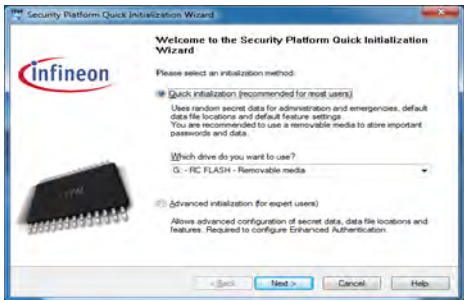 Security Platform Quick Initialization Wizard
Welcome to the Security Platform Quick Initialization
Wizard
infineon
Please select an initialization method:
Quick initialization (recommended for most users)
Uses random secret data for administration and emergencies, default
data file locations and default feature settings.
You are recommended to use a removable media to store important
passwords and data.
Which drive do you want to use?
G: - RC FLASH - Removable media
TPM
Advanced initialization (for expert users)
Allows advanced configuration of secret data, data file locations and
features. Required to configure Enhanced Authentication.
< Back
Next >
Cancel
Help